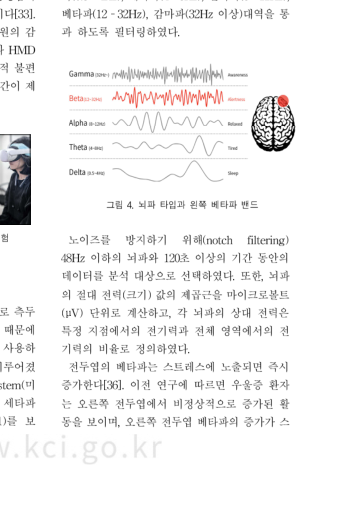 다[33].
원의 감
HMD
적 불편
간이 제
험
로 측두
때문에
사용하
루어졌
stem(미
세타파
)를 보
베타파(12‐32Hz), 감마파(32Hz 이상)대역을 통
과 하도록 필터링하였다.
Gamma (32Hz~) Awareness
Beta (12-32Hz) Alertness
Alpha (8-12Hz) Relaxed
Theta (4-8Hz) Tired
Delta (0.5-4Hz) Sleep
그림 4. 뇌파 타입과 왼쪽 베타파 밴드
노이즈를 방지하기 위해(notch filtering)
48Hz 이하의 뇌파와 120초 이상의 기간 동안의
데이터를 분석 대상으로 선택하였다. 또한, 뇌파
의 절대 전력(크기) 값의 제곱근을 마이크로볼트
(μV) 단위로 계산하고, 각 뇌파의 상대 전력은
특정 지점에서의 전기력과 전체 영역에서의 전
기력의 비율로 정의하였다.
전두엽의 베타파는 스트레스에 노출되면 즉시
증가한다[36]. 이전 연구에 따르면 우울증 환자
는 오른쪽 전두엽에서 비정상적으로 증가된 활
동을 보이며, 오른쪽 전두엽 베타파의 증가가 스
w.kci.go.kr